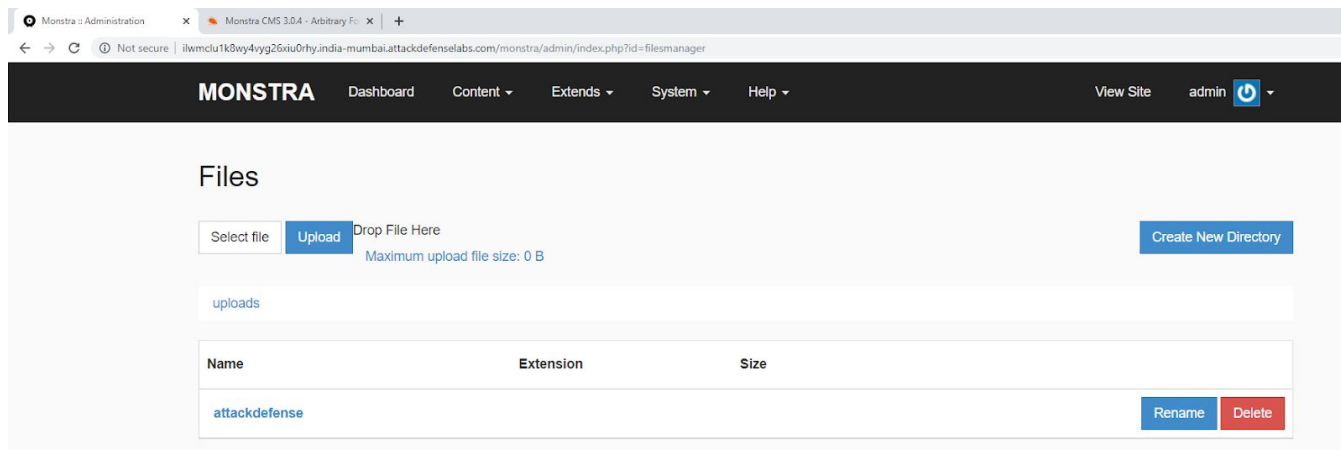 Monstra :: Administration
Monstra CMS 3.0.4 - Arbitrary Fo
Not secure | ilwmclu1k8wy4vyg26xiu0rhy.india-mumbai.attackdefenselabs.com/monstra/admin/index.php?id=filesmanager
MONSTRA Dashboard Content Extends System Help View Site admin
Files
Select file Upload Drop File Here Create New Directory
Maximum upload file size: 0 B
uploads
Name Extension Size
attackdefense Rename Delete